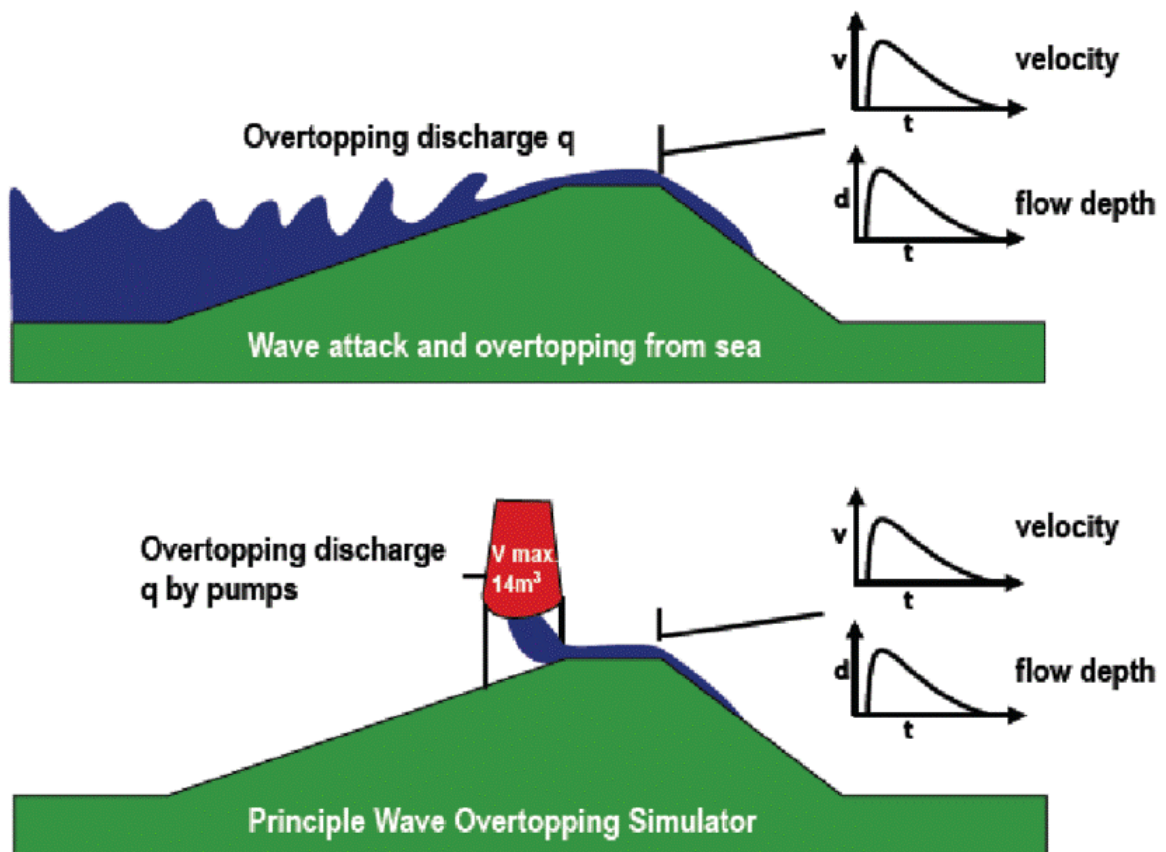 v
velocity
t
Overtopping discharge q
d
flow depth
t
Wave attack and overtopping from sea
Overtopping discharge
q by pumps
V max.
14m³
v
velocity
t
d
flow depth
t
Principle Wave Overtopping Simulator